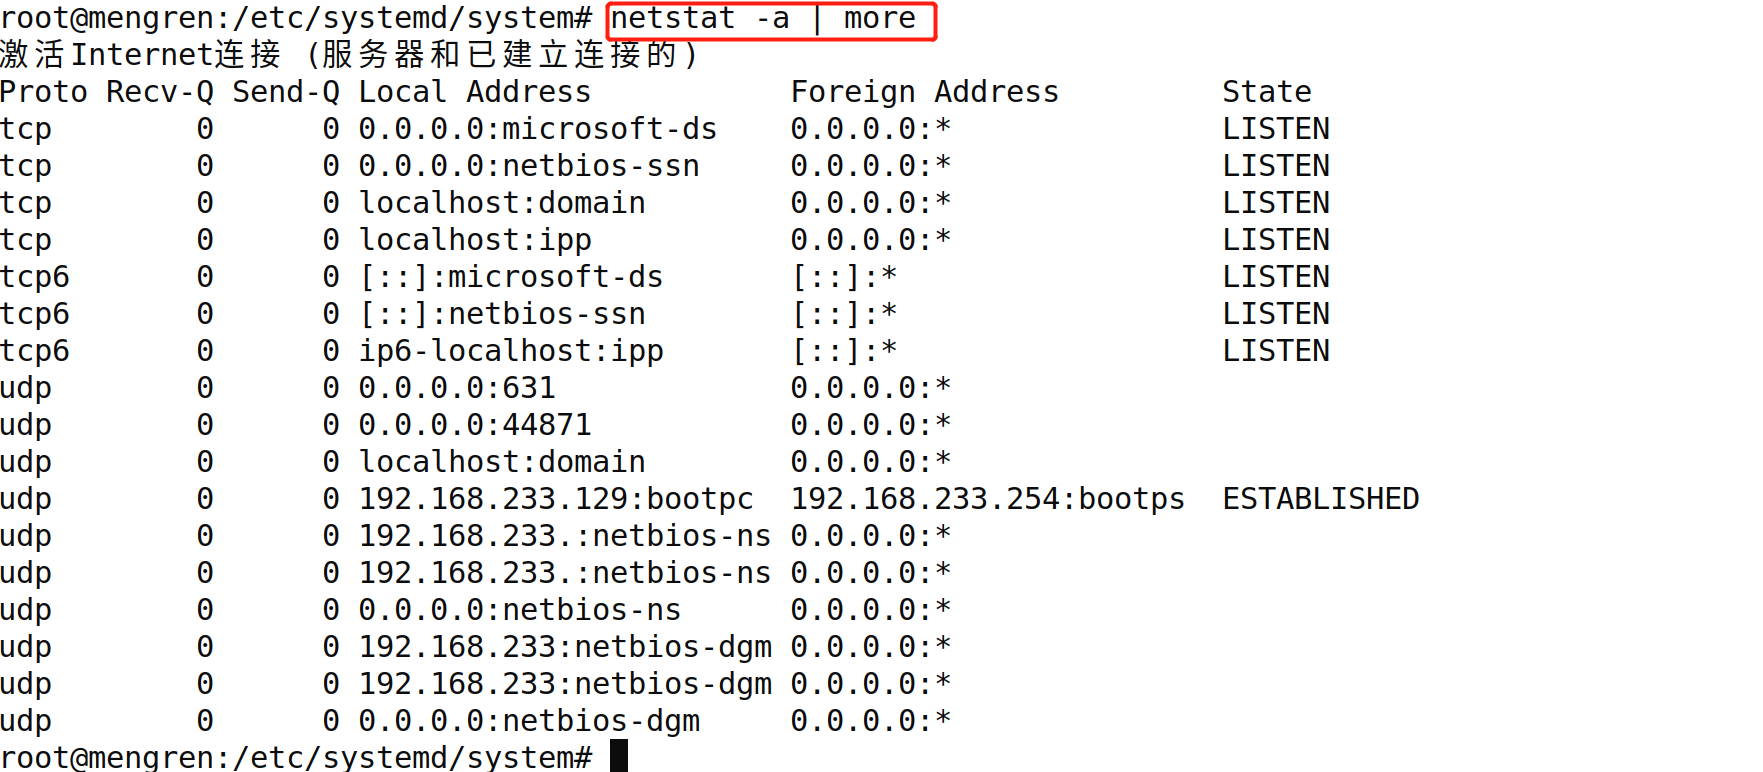 root@mengren:/etc/systemd/system# netstat -a | more
激活Internet连接 (服务器和已建立连接的)
Proto Recv-Q Send-Q Local Address           Foreign Address         State
tcp        0      0 0.0.0.0:microsoft-ds    0.0.0.0:*               LISTEN
tcp        0      0 0.0.0.0:netbios-ssn     0.0.0.0:*               LISTEN
tcp        0      0 localhost:domain        0.0.0.0:*               LISTEN
tcp        0      0 localhost:ipp           0.0.0.0:*               LISTEN
tcp6       0      0 [::]:microsoft-ds       [::]:*                  LISTEN
tcp6       0      0 [::]:netbios-ssn        [::]:*                  LISTEN
tcp6       0      0 ip6-localhost:ipp       [::]:*                  LISTEN
udp        0      0 0.0.0.0:631             0.0.0.0:*
udp        0      0 0.0.0.0:44871           0.0.0.0:*
udp        0      0 localhost:domain        0.0.0.0:*
udp        0      0 192.168.233.129:bootpc  192.168.233.254:bootps  ESTABLISHED
udp        0      0 192.168.233.:netbios-ns 0.0.0.0:*
udp        0      0 192.168.233.:netbios-ns 0.0.0.0:*
udp        0      0 0.0.0.0:netbios-ns      0.0.0.0:*
udp        0      0 192.168.233:netbios-dgm 0.0.0.0:*
udp        0      0 192.168.233:netbios-dgm 0.0.0.0:*
udp        0      0 0.0.0.0:netbios-dgm     0.0.0.0:*
root@mengren:/etc/systemd/system#